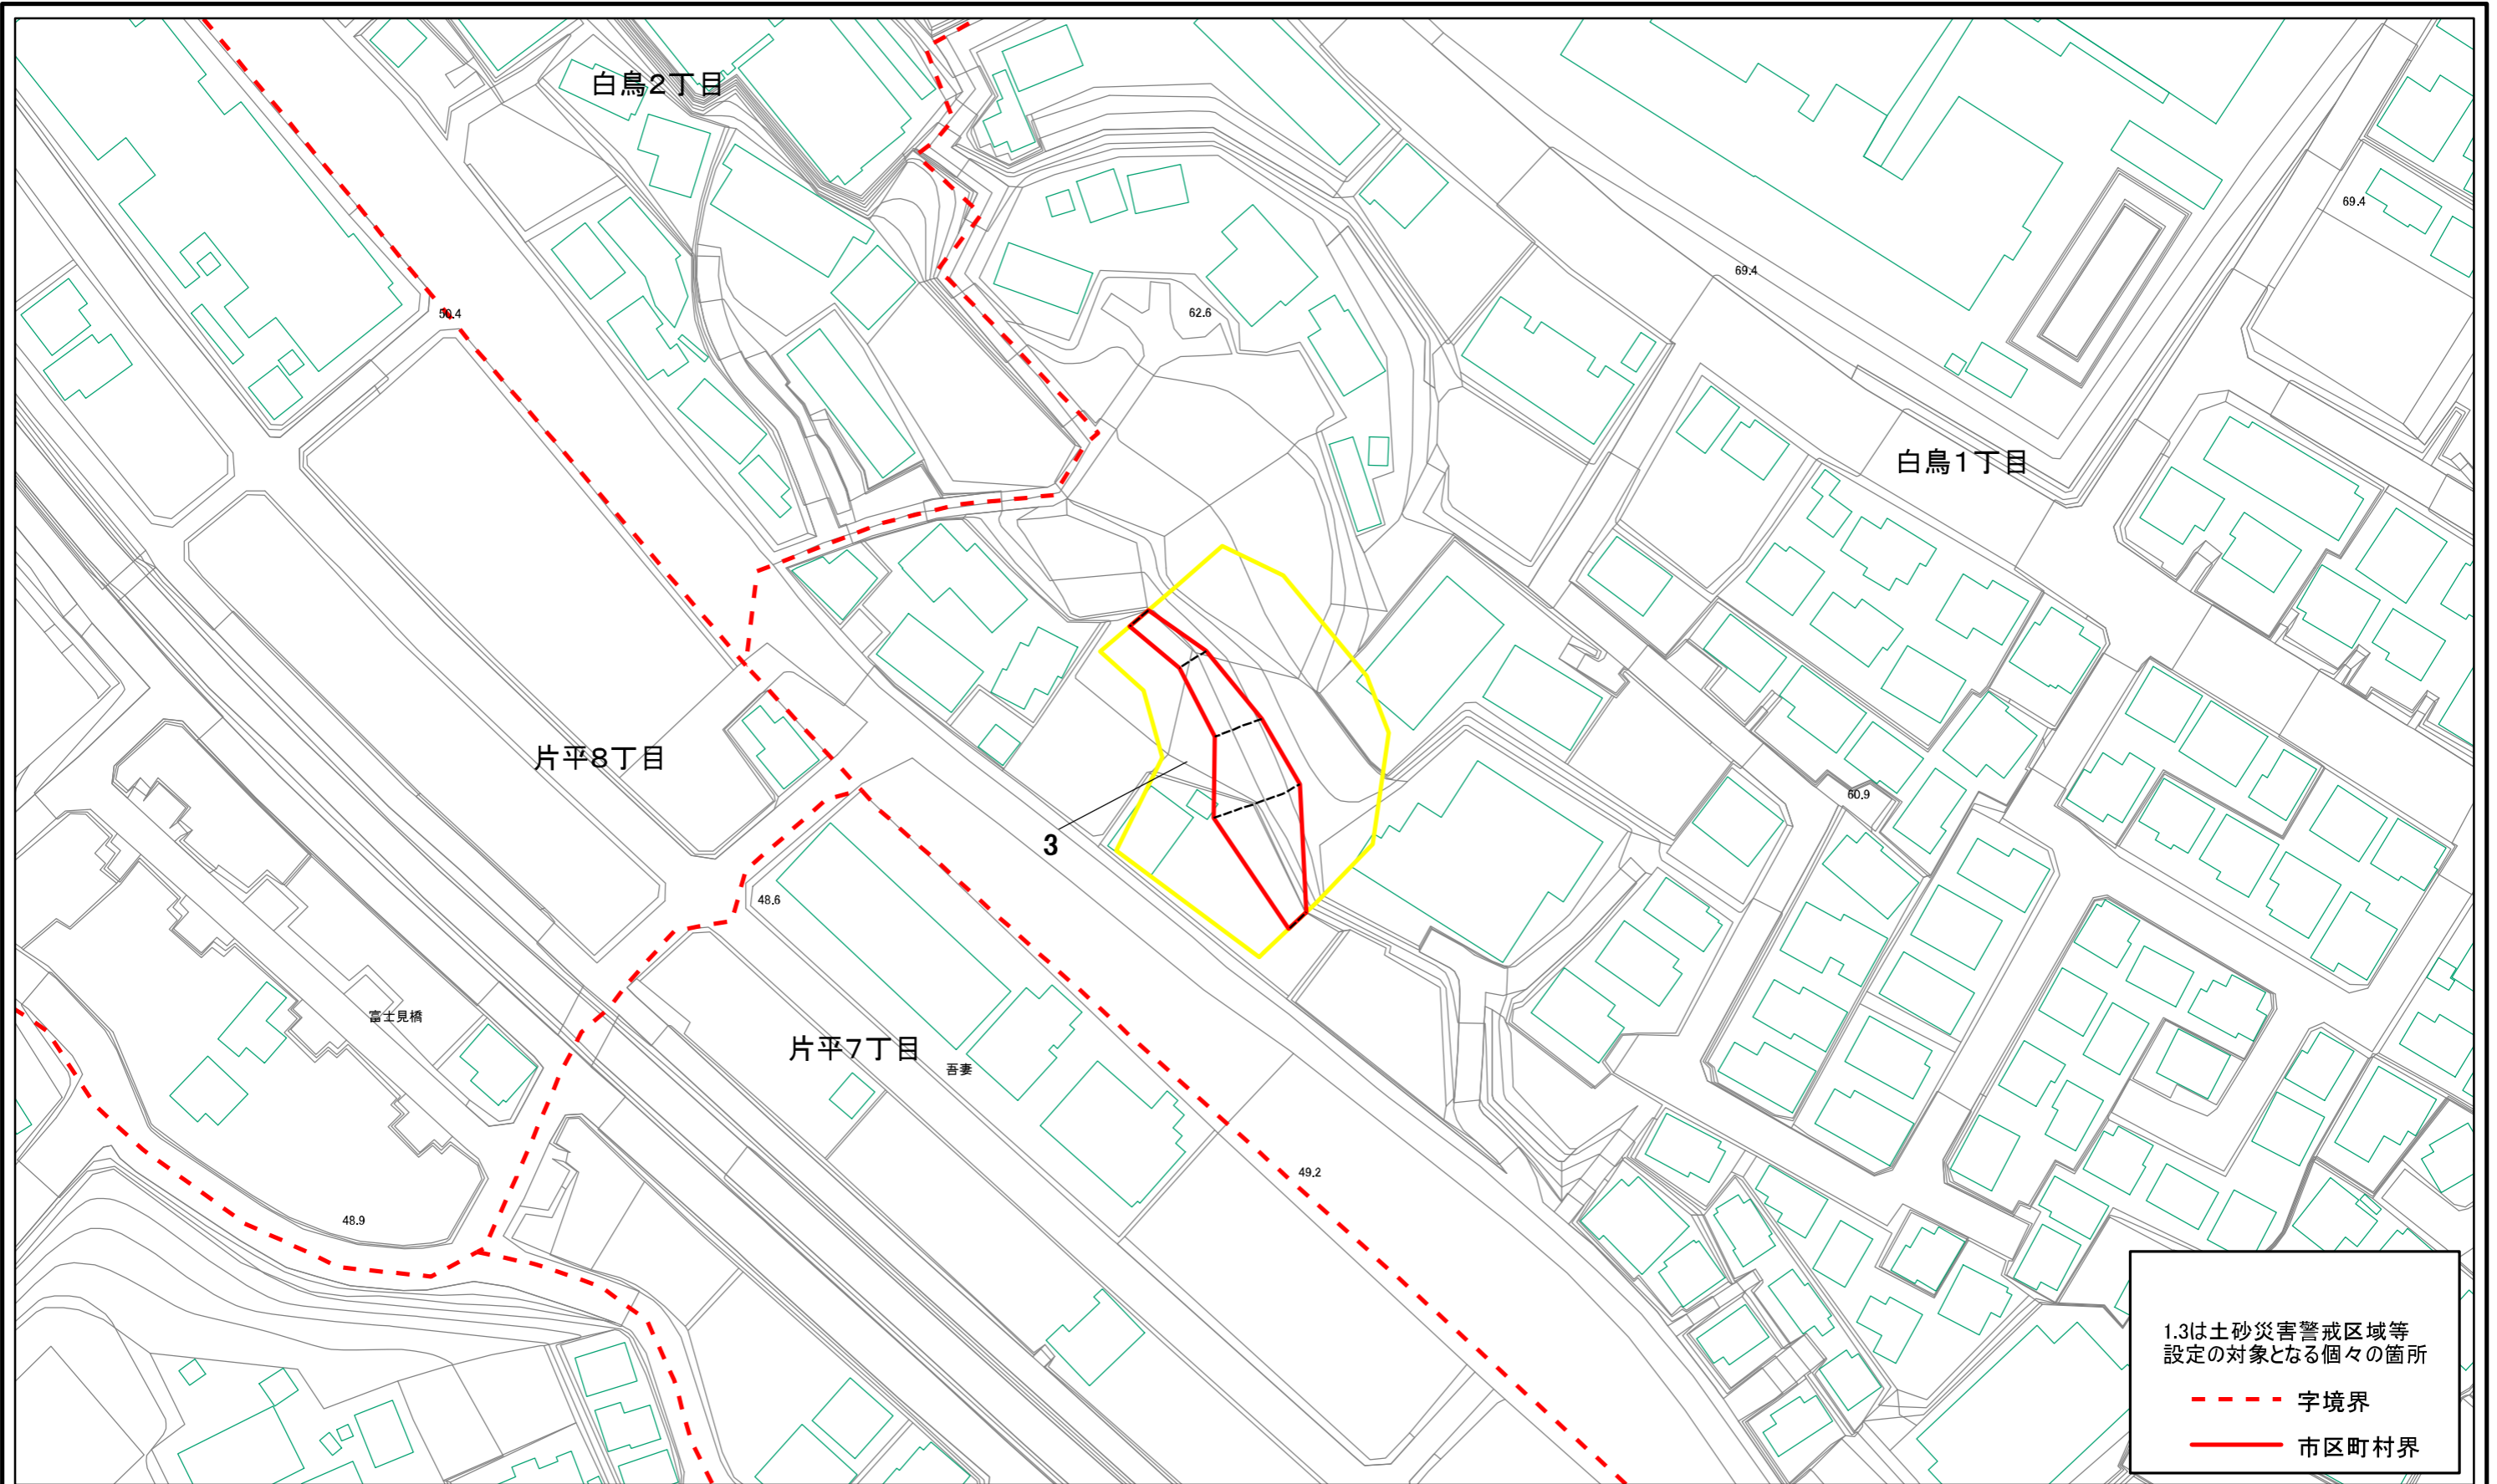 白鳥2丁目
69.4
69.4
50.4
62.6
白鳥1丁目
片平8丁目
60.9
3
48.6
富士見橋
片平7丁目
吾妻
49.2
48.9
1.3は土砂災害警戒区域等
設定の対象となる個々の箇所
字境界
市区町村界